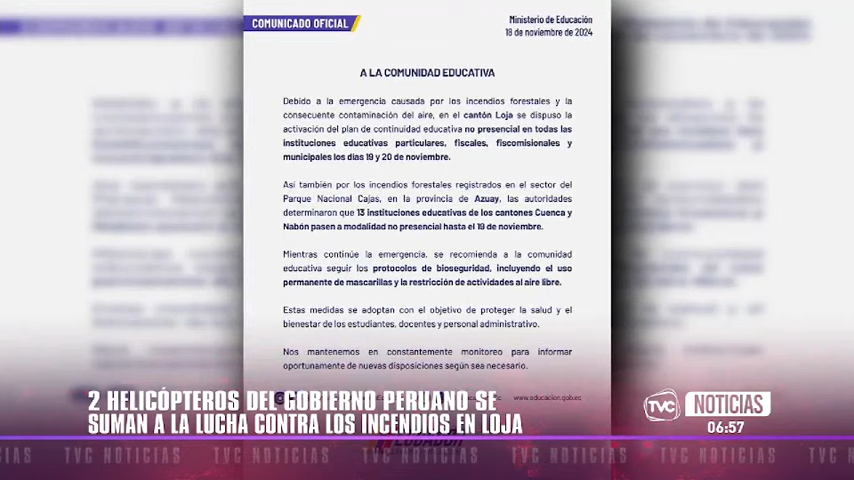 COMUNICADO OFICIAL
Ministerio de Educación
18 de noviembre de 2024
A LA COMUNIDAD EDUCATIVA
Debido a la emergencia causada por los incendios forestales y la
consecuente contaminación del aire, en el cantón Loja se dispuso la
activación del plan de continuidad educativa no presencial en todas las
instituciones educativas particulares, fiscales, fiscomisionales y
municipales los días 19 y 20 de noviembre.
Así también por los incendios forestales registrados en el sector del
Parque Nacional Cajas, en la provincia de Azuay, las autoridades
determinaron que 13 instituciones educativas de los cantones Cuenca y
Nabón pasen a modalidad no presencial hasta el 19 de noviembre.
Mientras continúe la emergencia, se recomienda a la comunidad
educativa seguir los protocolos de bioseguridad, incluyendo el uso
permanente de mascarillas y la restricción de actividades al aire libre.
Estas medidas se adoptan con el objetivo de proteger la salud y el
bienestar de los estudiantes, docentes y personal administrativo.
Nos mantenemos en constantemente monitoreo para informar
oportunamente de nuevas disposiciones según sea necesario.
www.educacion.gob.ec
2 HELICÓPTEROS DEL GOBIERNO PERUANO SE
SUMAN A LA LUCHA CONTRA LOS INCENDIOS EN LOJA
TVC NOTICIAS
06:57
ECUADOR
NOTICIAS TVC NOTICIAS TVC NOTICIAS TVC NOTICIAS TVC NOTICIAS TVC NOTICIAS